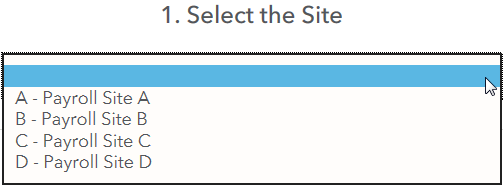 1. Select the Site
A - Payroll Site A
B - Payroll Site B
C - Payroll Site C
D - Payroll Site D